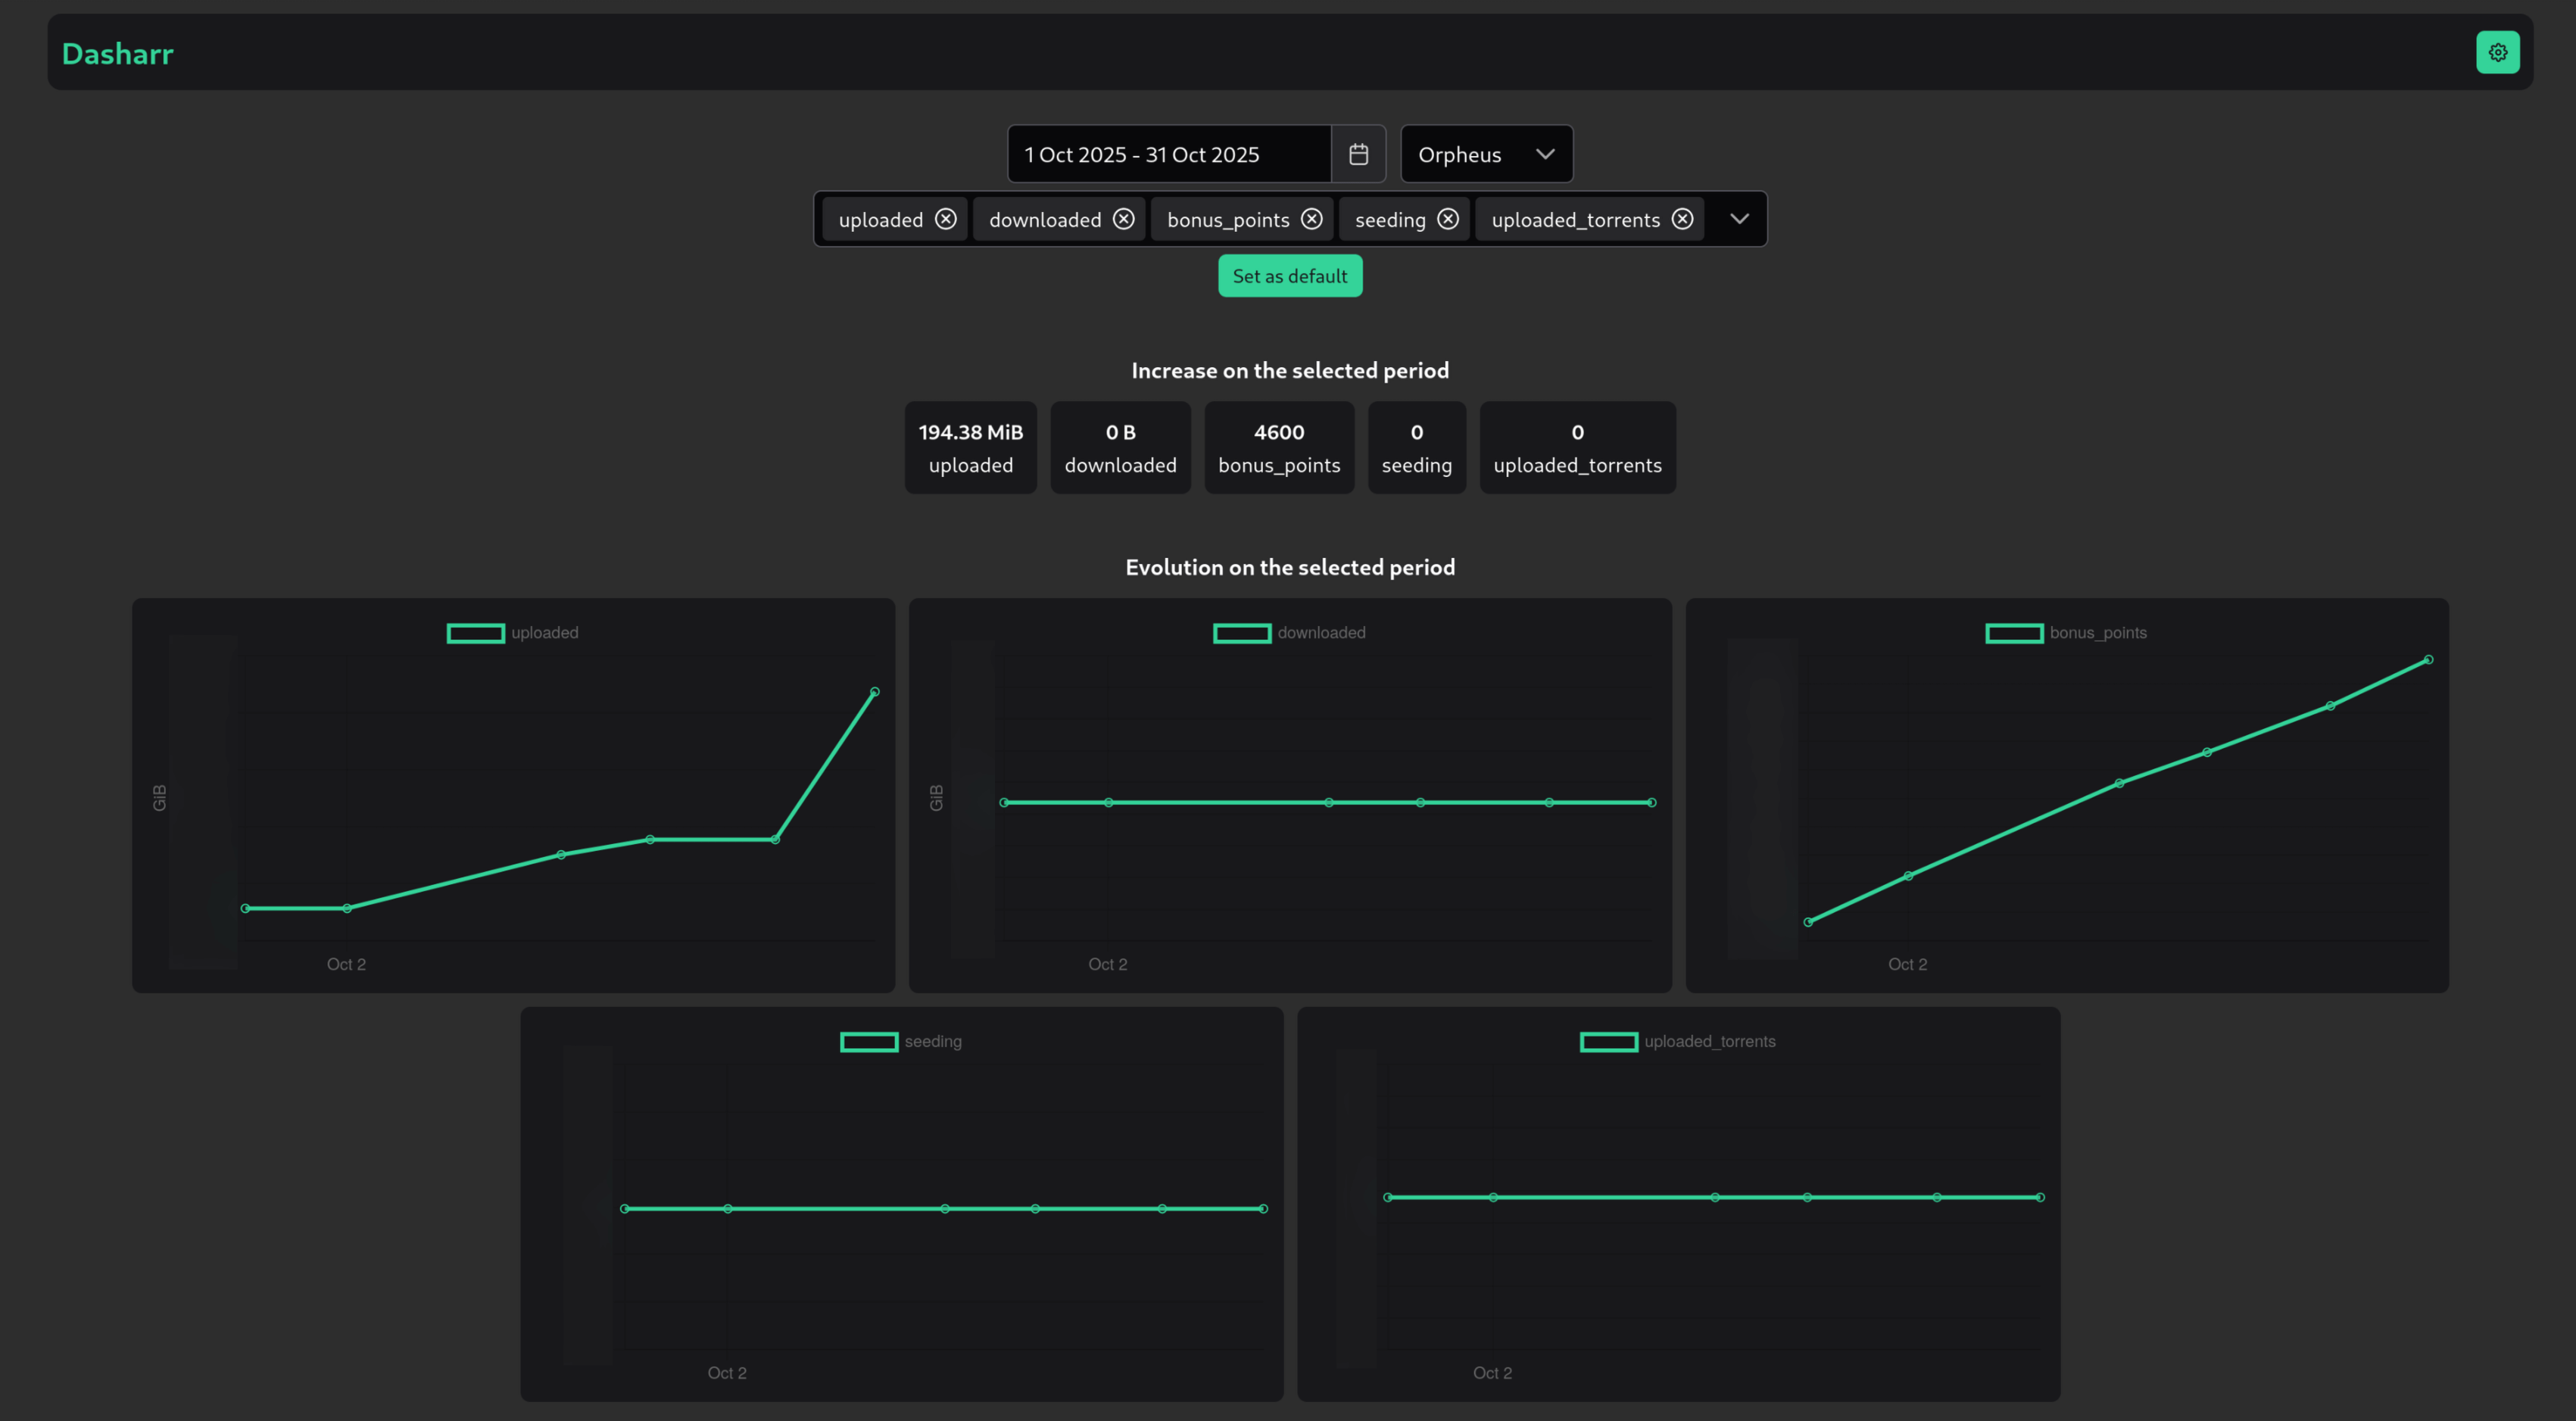 Dasharr
1 Oct 2025 - 31 Oct 2025
Orpheus
uploaded downloaded bonus_points seeding uploaded_torrents
Set as default
Increase on the selected period
194.38 MiB
uploaded
0 B
downloaded
4600
bonus_points
0
seeding
0
uploaded_torrents
Evolution on the selected period
uploaded
GiB
Oct 2
downloaded
GiB
Oct 2
bonus_points
Oct 2
seeding
Oct 2
uploaded_torrents
Oct 2